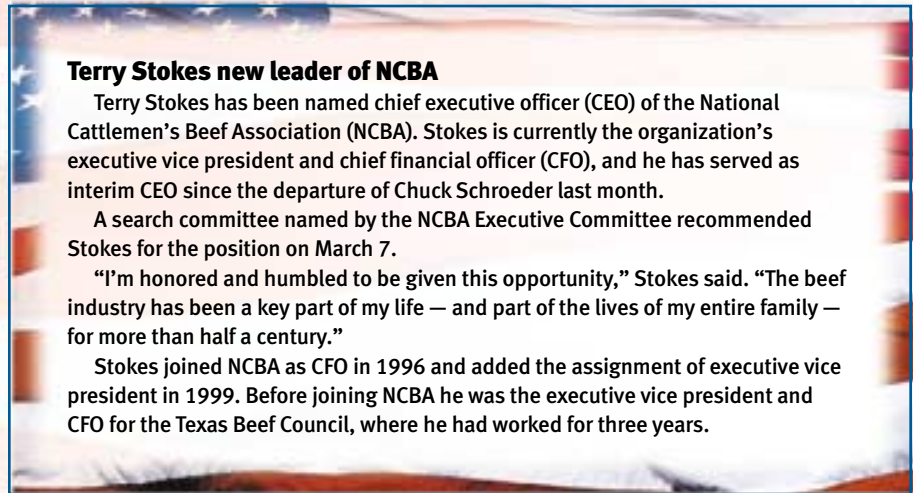 Terry Stokes new leader of NCBA
Terry Stokes has been named chief executive officer (CEO) of the National
Cattlemen’s Beef Association (NCBA). Stokes is currently the organization’s
executive vice president and chief financial officer (CFO), and he has served as
interim CEO since the departure of Chuck Schroeder last month.
A search committee named by the NCBA Executive Committee recommended
Stokes for the position on March 7.
“I’m honored and humbled to be given this opportunity,” Stokes said. “The beef
industry has been a key part of my life — and part of the lives of my entire family —
for more than half a century.”
Stokes joined NCBA as CFO in 1996 and added the assignment of executive vice
president in 1999. Before joining NCBA he was the executive vice president and
CFO for the Texas Beef Council, where he had worked for three years.